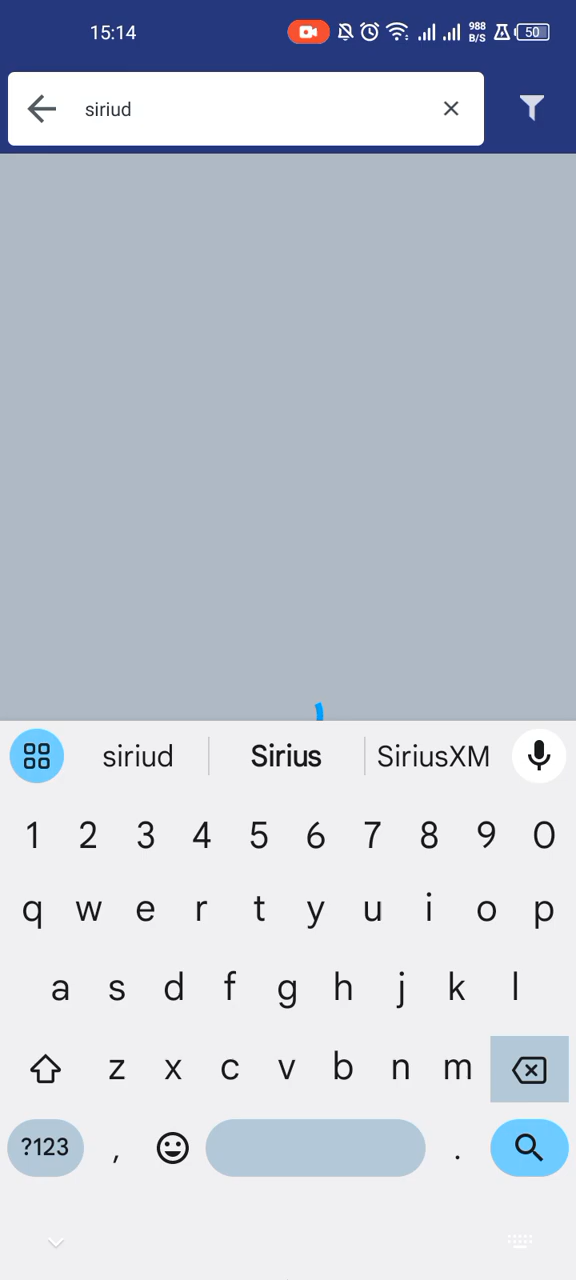 15:14 988 B/S 50
siriud
siriud Sirius SiriusXM
1 2 3 4 5 6 7 8 9 0
q w e r t y u i o p
a s d f g h j k l
z x c v b n m
?123 , .